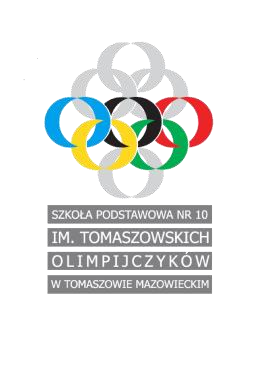 SZKOŁA PODSTAWOWA NR 10
IM. TOMASZOWSKICH
OLIMPIJCZYKÓW
W TOMASZOWIE MAZOWIECKIM